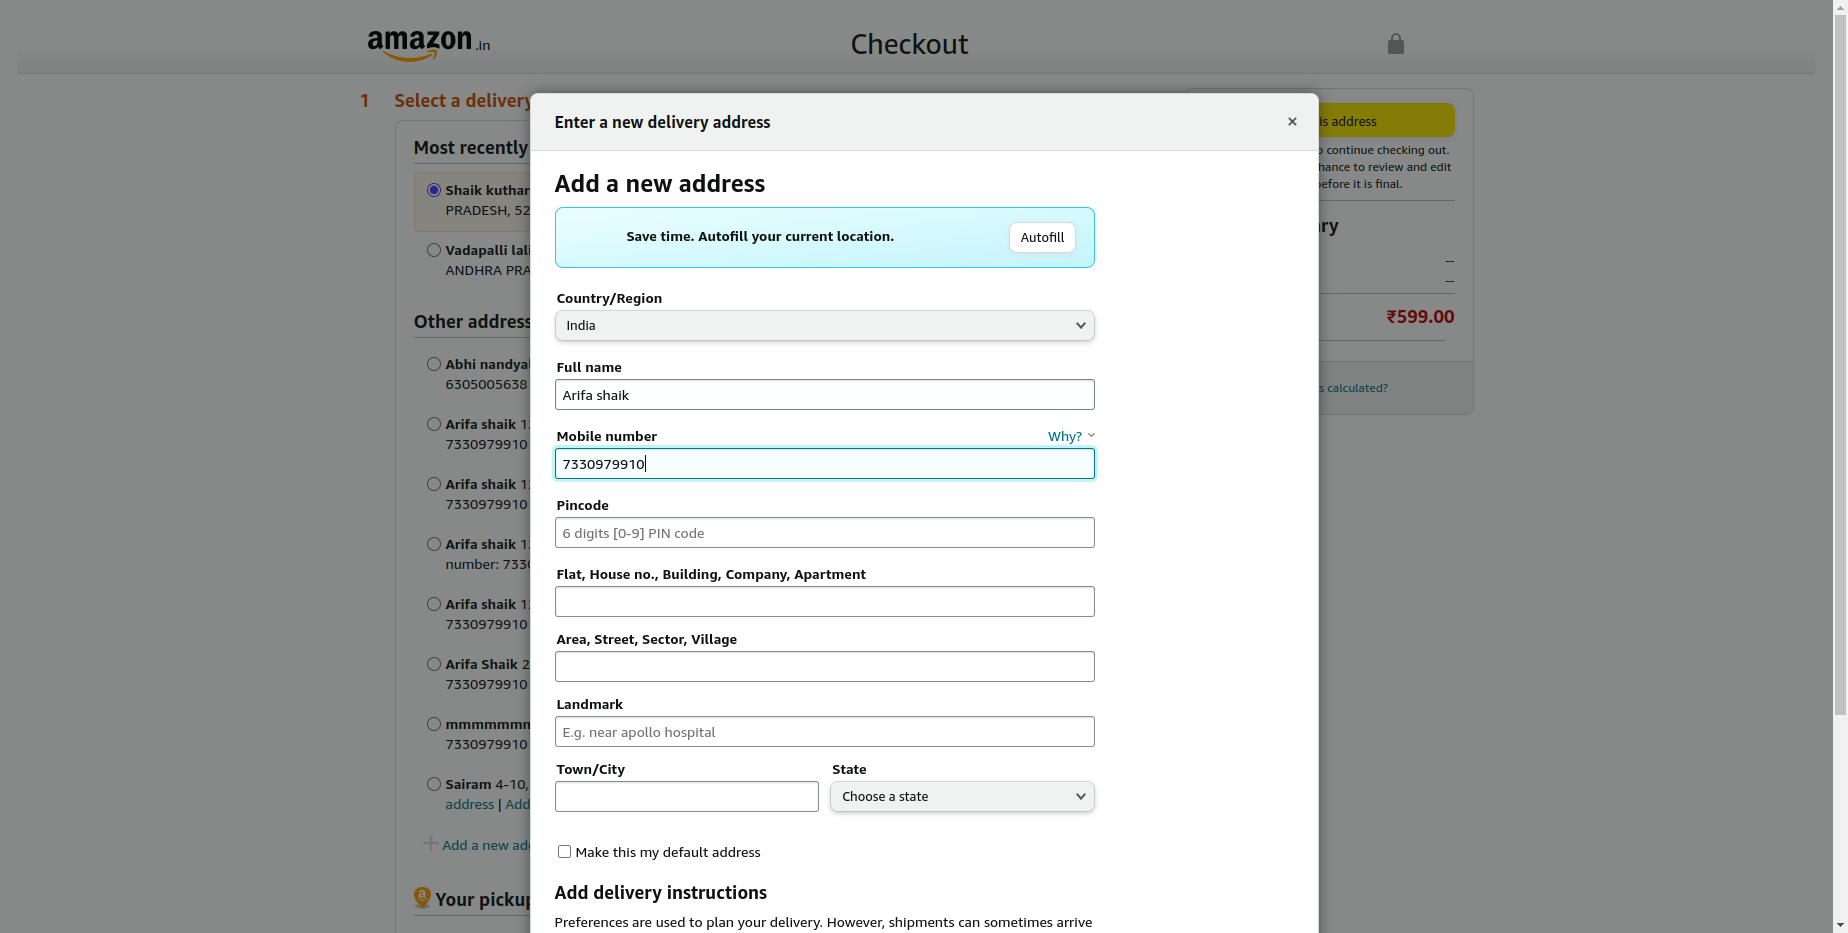 amazon.in
Checkout
1 Select a delivery
Most recently
Shaik kuthar
PRADESH, 52
Vadapalli lali
ANDHRA PRA
Other address
Abhi nandyal
6305005638
Arifa shaik 1
7330979910
Arifa shaik 1
7330979910
Arifa shaik 1
number: 7330
Arifa shaik 1
7330979910
Arifa Shaik 2
7330979910
mmmmmmm
7330979910
Sairam 4-10,
address | Add
Add a new add
Your pickup
Enter a new delivery address
×
Add a new address
Save time. Autofill your current location.
Autofill
Country/Region
India
Full name
Arifa shaik
Mobile number
Why?
7330979910
Pincode
6 digits [0-9] PIN code
Flat, House no., Building, Company, Apartment
Area, Street, Sector, Village
Landmark
E.g. near apollo hospital
Town/City
State
Choose a state
Make this my default address
Add delivery instructions
Preferences are used to plan your delivery. However, shipments can sometimes arrive
is address
o continue checking out.
hance to review and edit
before it is final.
ry
--
--
₹599.00
s calculated?